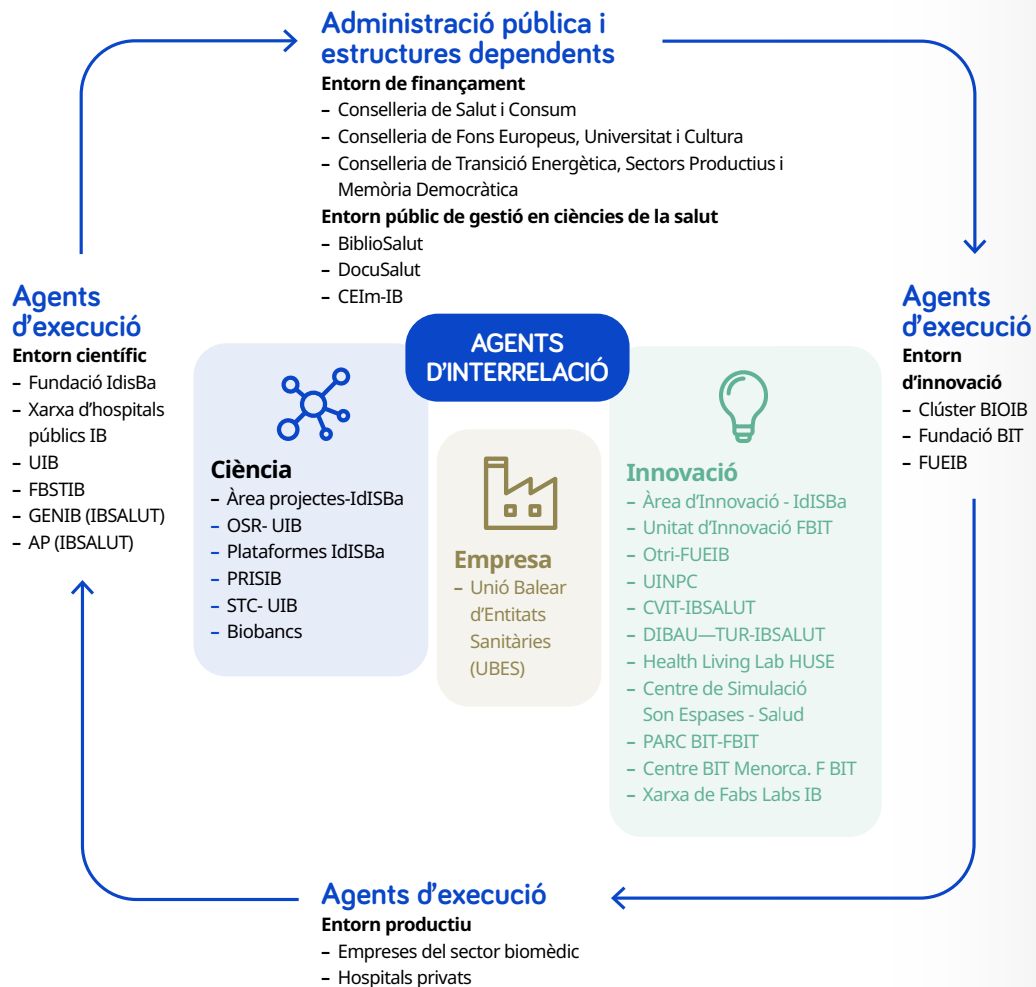 Administració pública i
estructures dependents
Entorn de finançament
– Conselleria de Salut i Consum
– Conselleria de Fons Europeus, Universitat i Cultura
– Conselleria de Transició Energètica, Sectors Productius i
Memòria Democràtica
Entorn públic de gestió en ciències de la salut
– BiblioSalut
– DocuSalut
– CEIm-IB
Agents
d'execució
Entorn científic
– Fundació IdisBa
– Xarxa d'hospitals
públics IB
– UIB
– FBSTIB
– GENIB (IBSALUT)
– AP (IBSALUT)
AGENTS
D'INTERRELACIÓ
Ciència
– Àrea projectes-IdISBa
– OSR- UIB
– Plataformes IdISBa
– PRISIB
– STC- UIB
– Biobancs
Empresa
– Unió Balear
d'Entitats
Sanitàries
(UBES)
Innovació
– Àrea d'Innovació - IdISBa
– Unitat d'Innovació FBIT
– Otri-FUEIB
– UINPC
– CVIT-IBSALUT
– DIBAU—TUR-IBSALUT
– Health Living Lab HUSE
– Centre de Simulació
Son Espases - Salud
– PARC BIT-FBIT
– Centre BIT Menorca. F BIT
– Xarxa de Fabs Labs IB
Agents
d'execució
Entorn
d'innovació
– Clúster BIOIB
– Fundació BIT
– FUEIB
Agents d'execució
Entorn productiu
– Empreses del sector biomèdic
– Hospitals privats